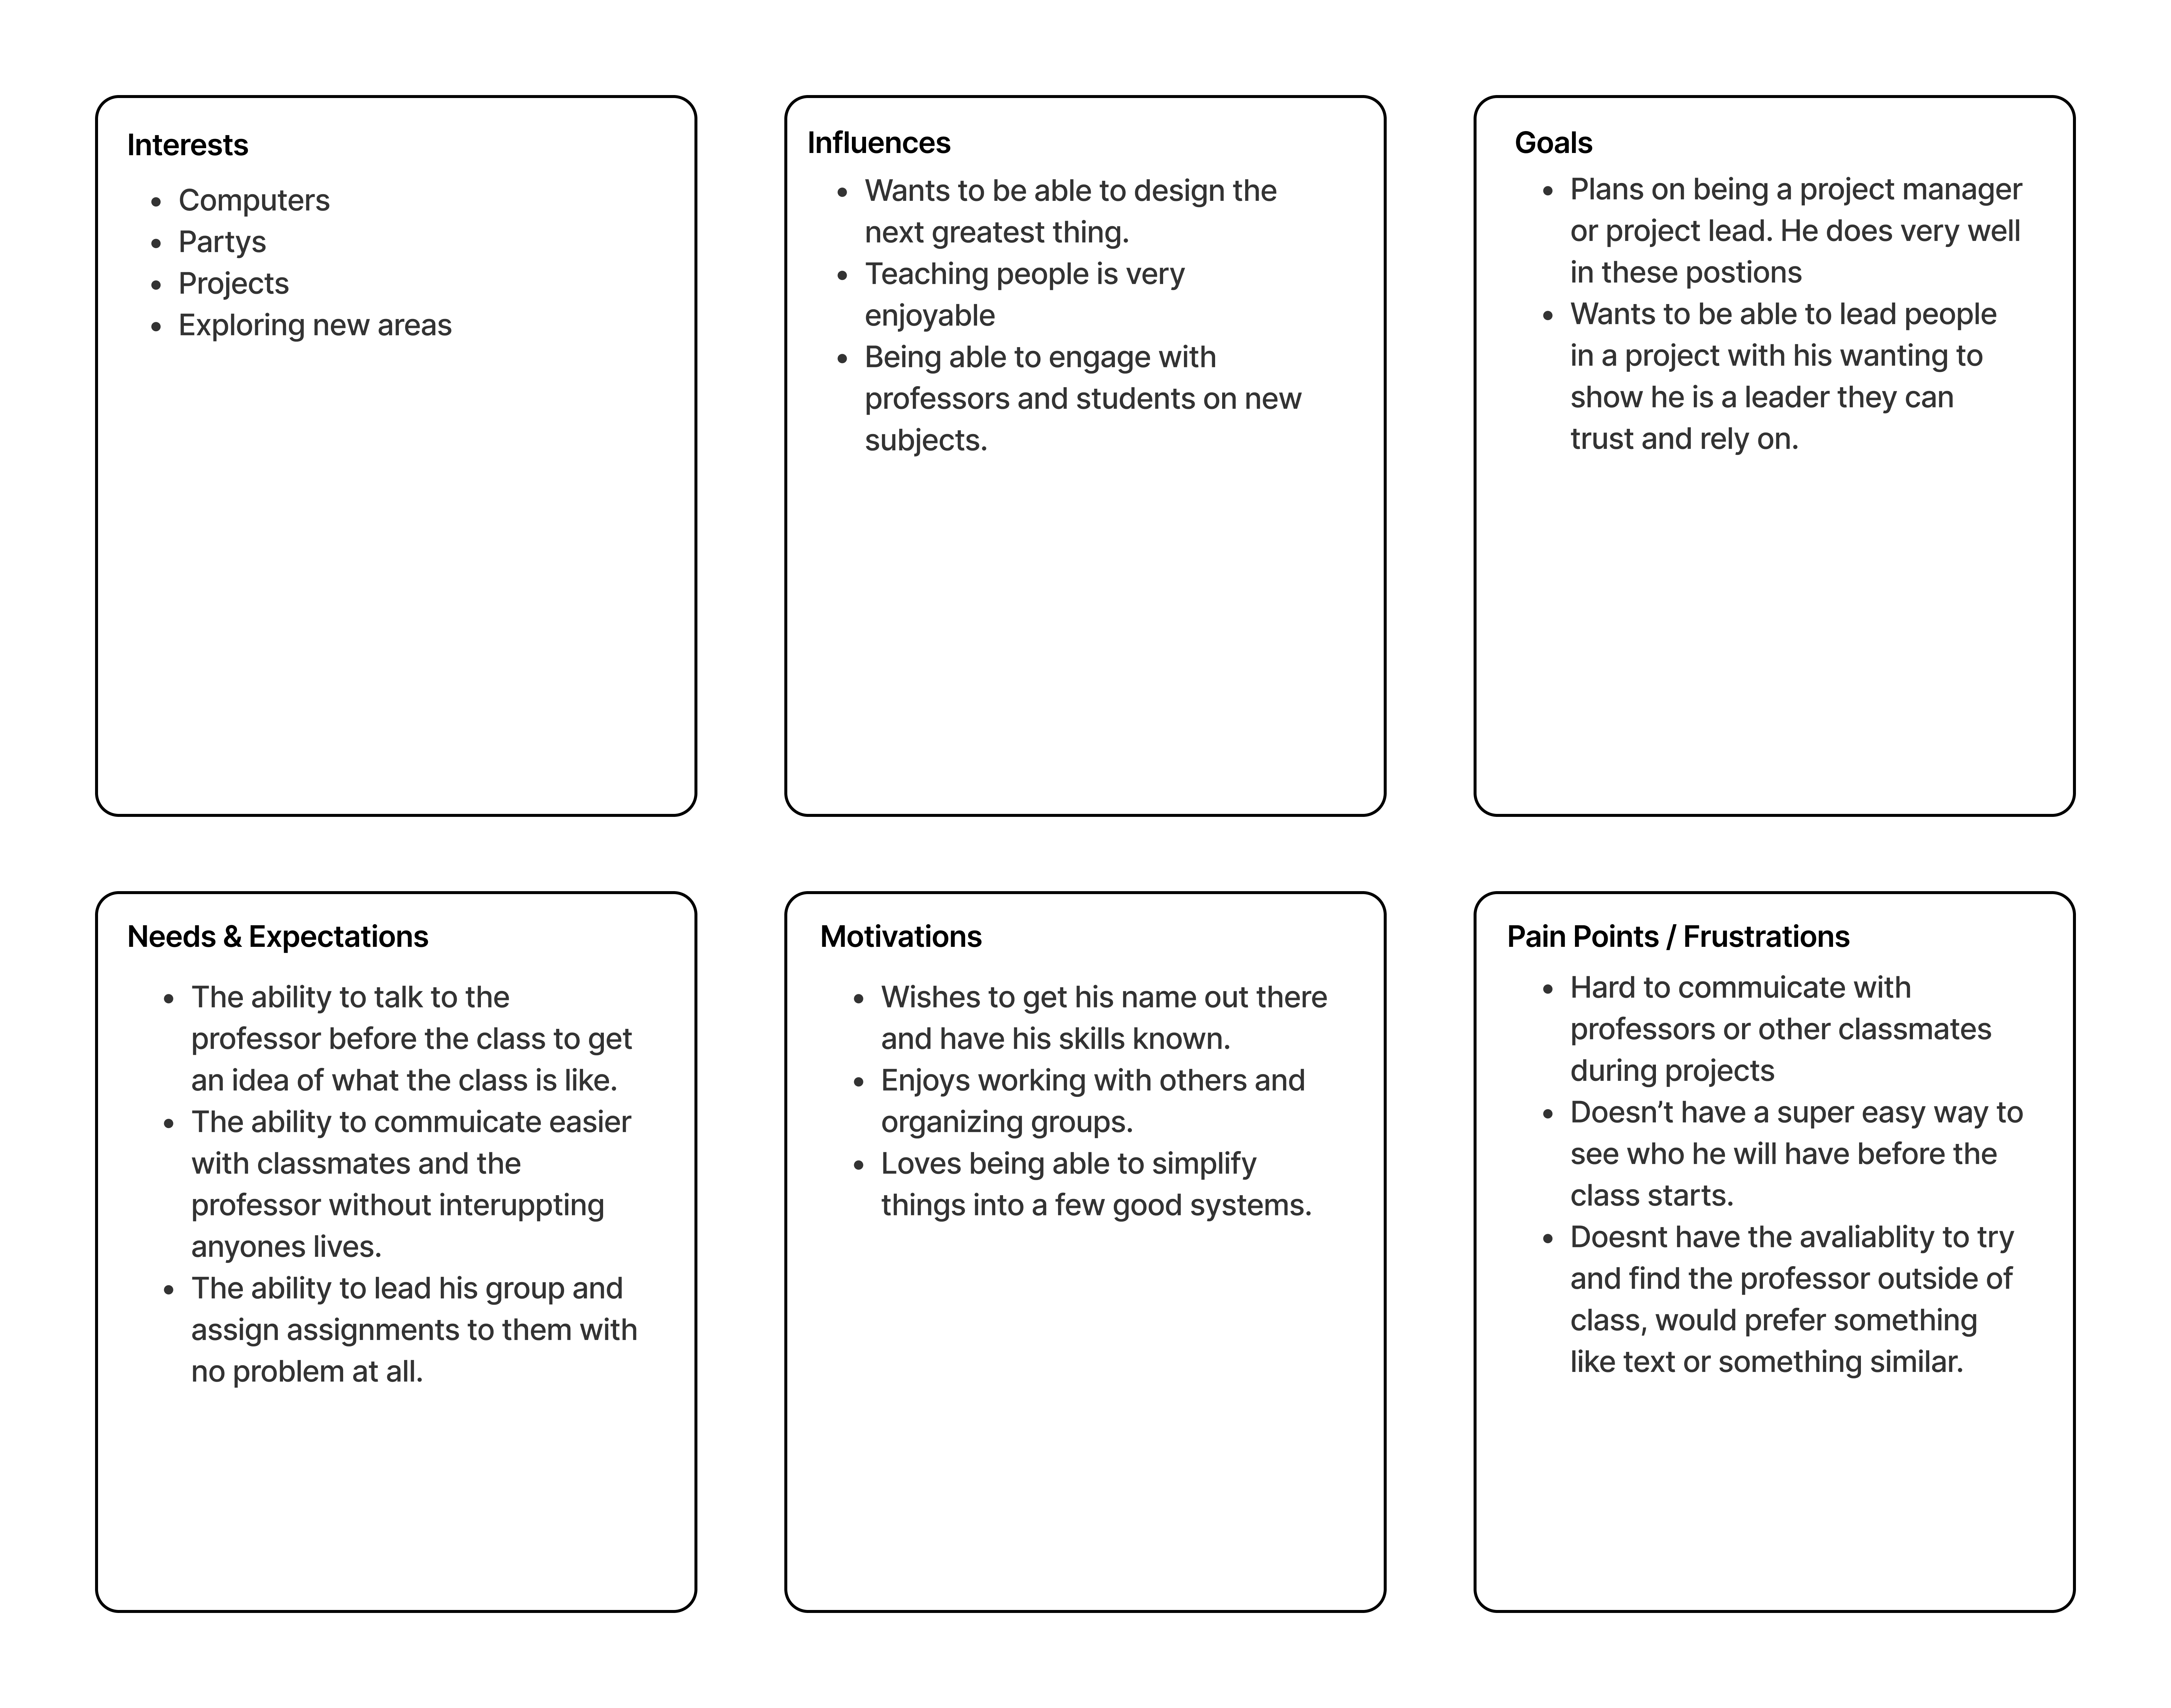 Interests
• Computers
• Partys
• Projects
• Exploring new areas
Influences
• Wants to be able to design the
next greatest thing.
• Teaching people is very
enjoyable
• Being able to engage with
professors and students on new
subjects.
Goals
• Plans on being a project manager
or project lead. He does very well
in these postions
• Wants to be able to lead people
in a project with his wanting to
show he is a leader they can
trust and rely on.
Needs & Expectations
• The ability to talk to the
professor before the class to get
an idea of what the class is like.
• The ability to commuicate easier
with classmates and the
professor without interuppting
anyones lives.
• The ability to lead his group and
assign assignments to them with
no problem at all.
Motivations
• Wishes to get his name out there
and have his skills known.
• Enjoys working with others and
organizing groups.
• Loves being able to simplify
things into a few good systems.
Pain Points / Frustrations
• Hard to commuicate with
professors or other classmates
during projects
• Doesn’t have a super easy way to
see who he will have before the
class starts.
• Doesnt have the avaliablity to try
and find the professor outside of
class, would prefer something
like text or something similar.